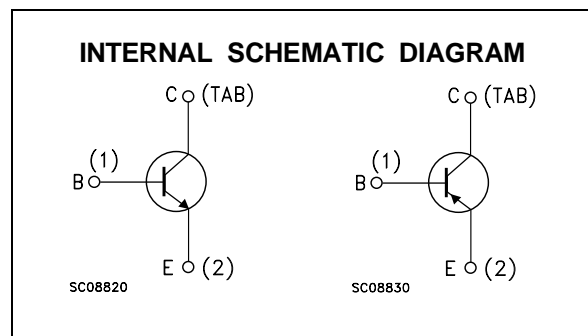 INTERNAL SCHEMATIC DIAGRAM
C (TAB)
(1)
B
E (2)
SC08820
C (TAB)
(1)
B
E (2)
SC08830